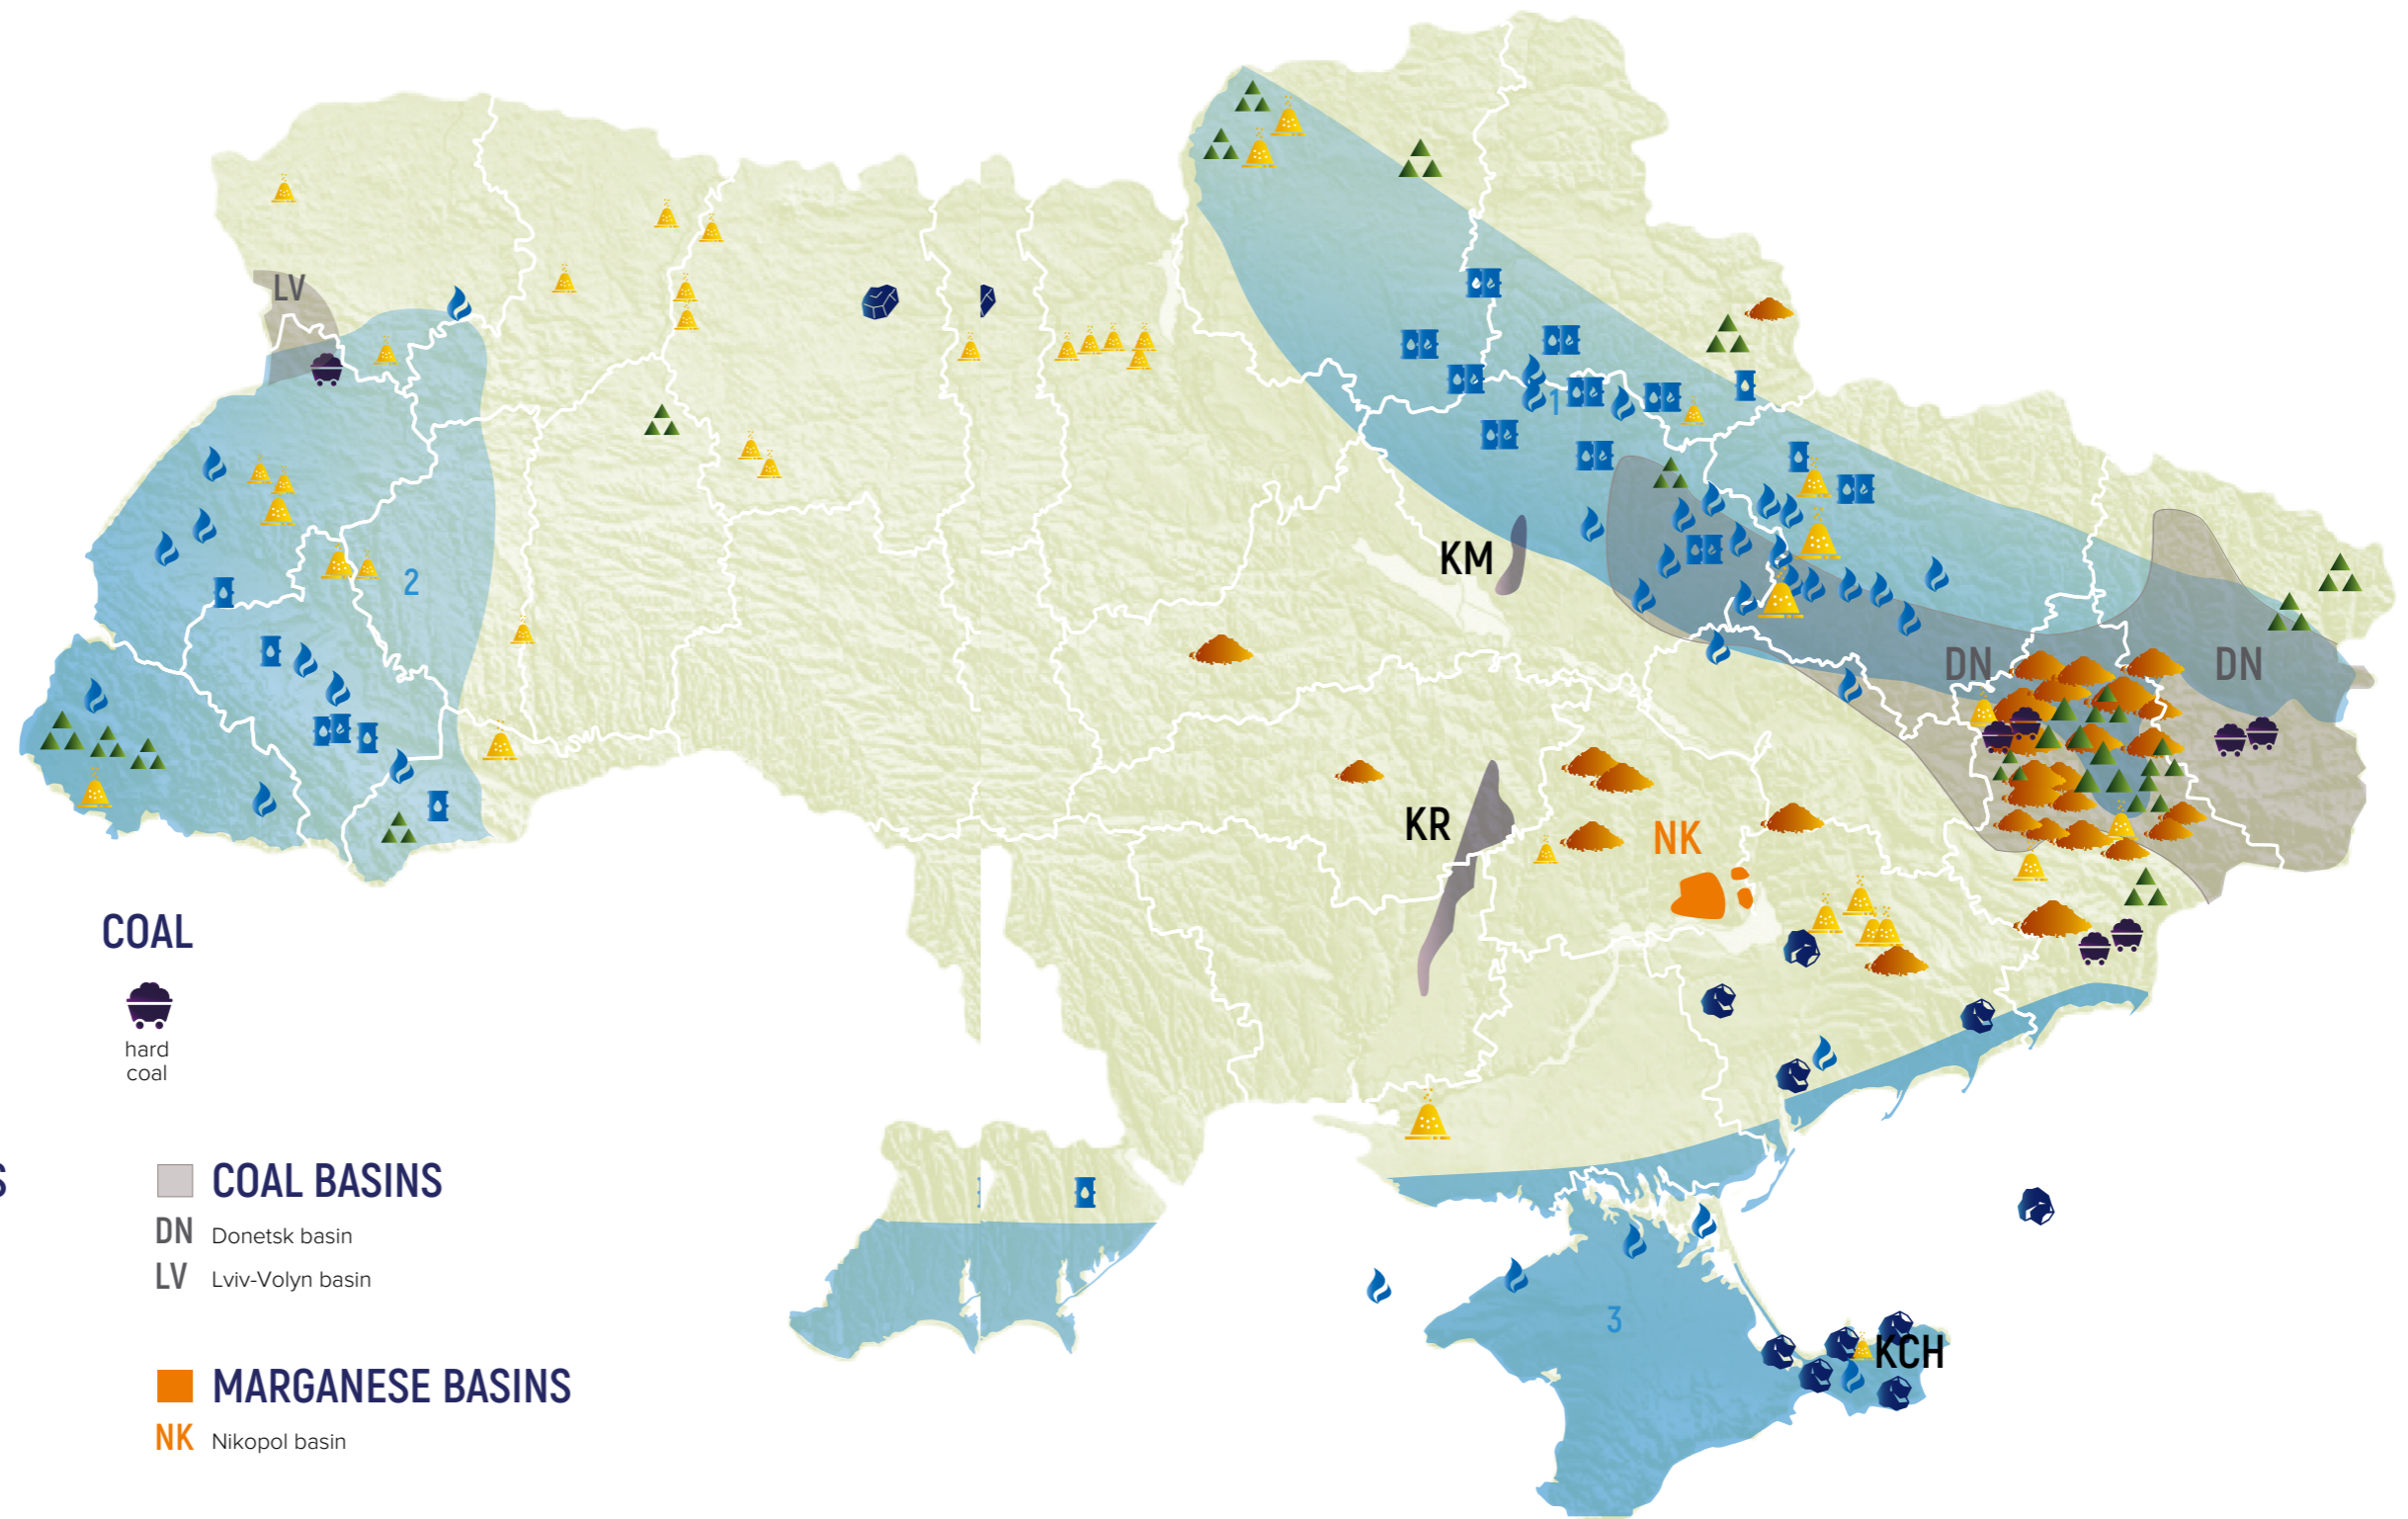 LV
1
KM
2
DN
DN
KR
NK
COAL
hard
coal
S
COAL BASINS
DN Donetsk basin
LV Lviv-Volyn basin
3
KCH
MARGANESE BASINS
NK Nikopol basin